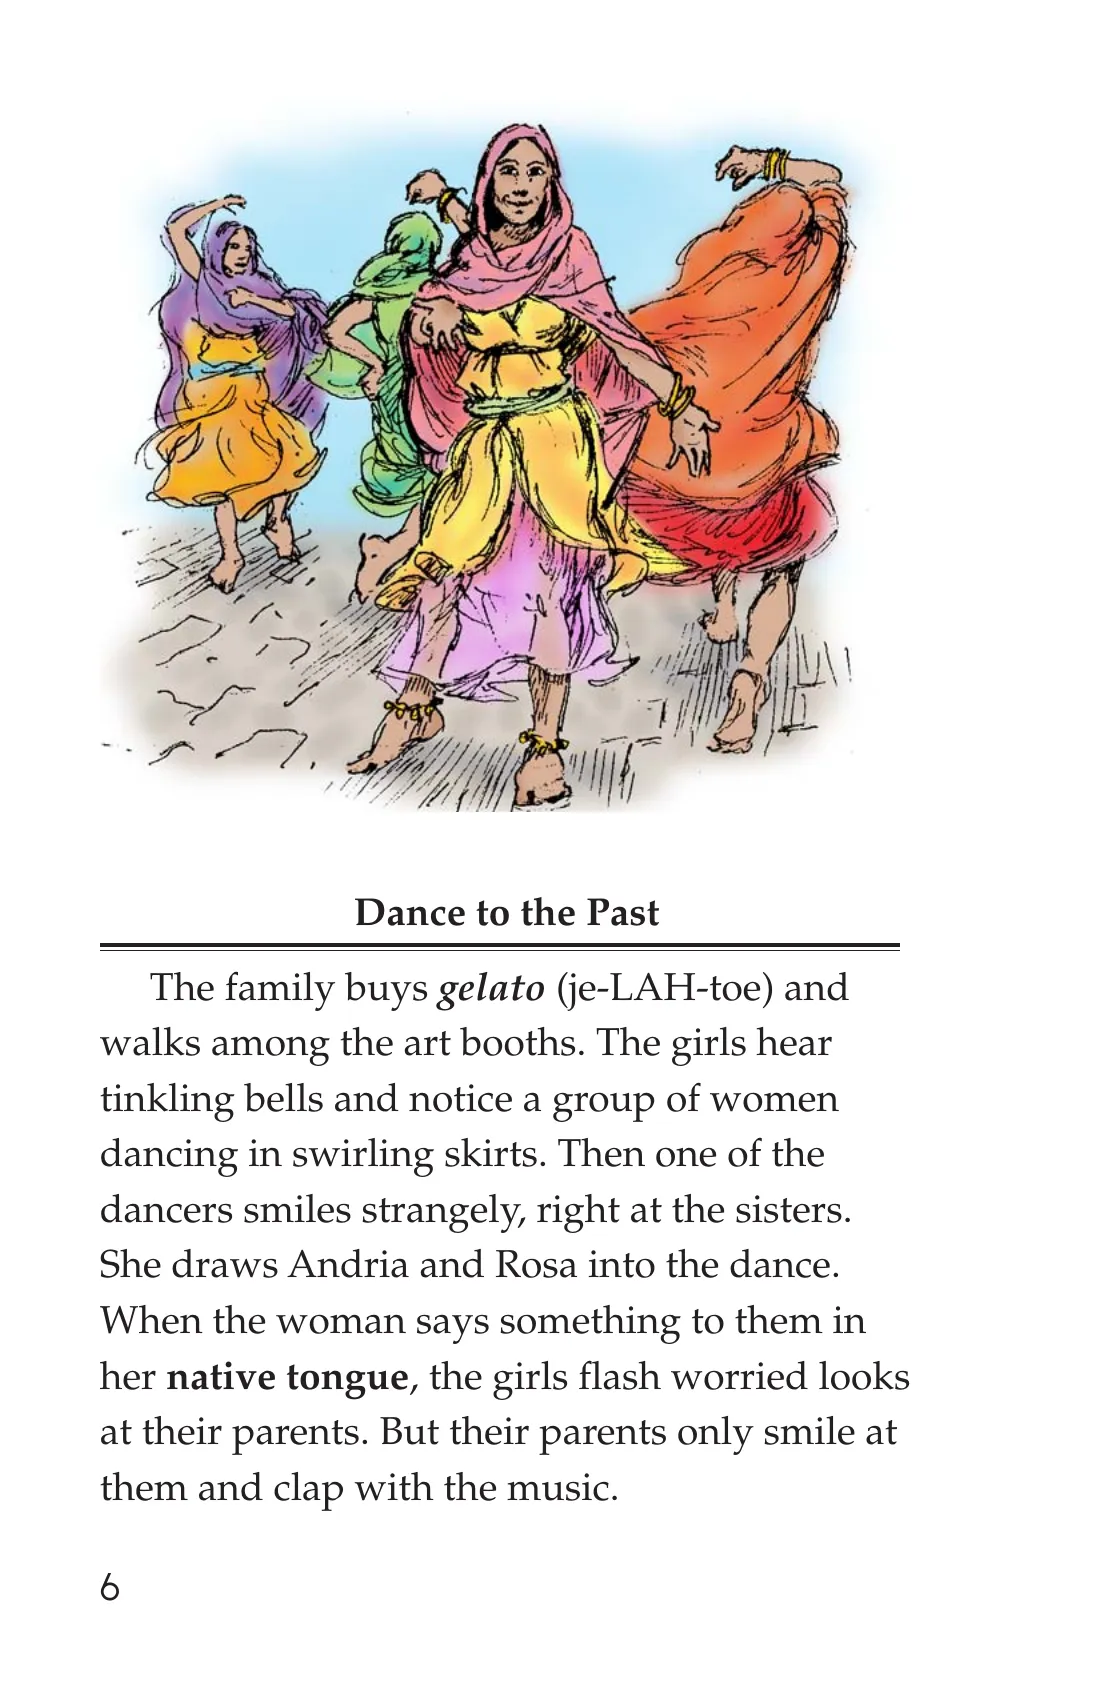 Dance to the Past
The family buys gelato (je-LAH-toe) and
walks among the art booths. The girls hear
tinkling bells and notice a group of women
dancing in swirling skirts. Then one of the
dancers smiles strangely, right at the sisters.
She draws Andria and Rosa into the dance.
When the woman says something to them in
her native tongue, the girls flash worried looks
at their parents. But their parents only smile at
them and clap with the music.
6